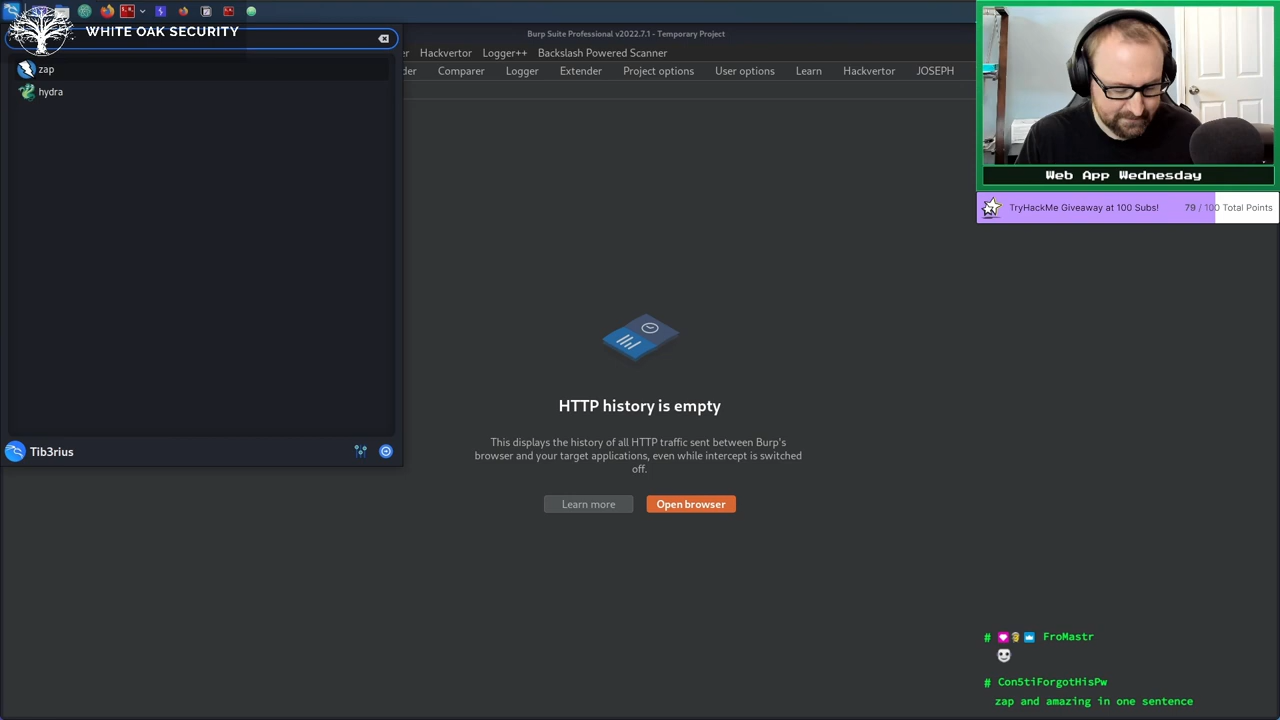 WHITE OAK SECURITY
zap
hydra
Tib3rius
Burp Suite Professional v2022.7.1 - Temporary Project
Hackvertor Logger++ Backslash Powered Scanner
Comparer Logger Extender Project options User options Learn Hackvertor JOSEPH
HTTP history is empty
This displays the history of all HTTP traffic sent between Burp's
browser and your target applications, even while intercept is switched
off.
Learn more Open browser
Web App Wednesday
TryHackMe Giveaway at 100 Subs! 79 / 100 Total Points
# FroMastr
# Con5tiForgotHisPw
zap and amazing in one sentence